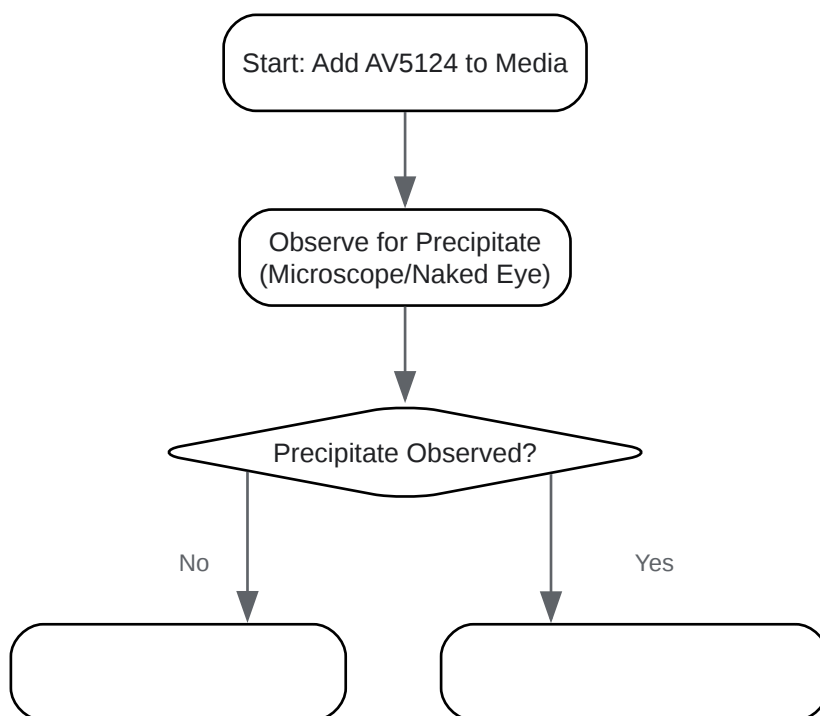 Start: Add AV5124 to Media
Observe for Precipitate
(Microscope/Naked Eye)
Precipitate Observed?
No
Yes